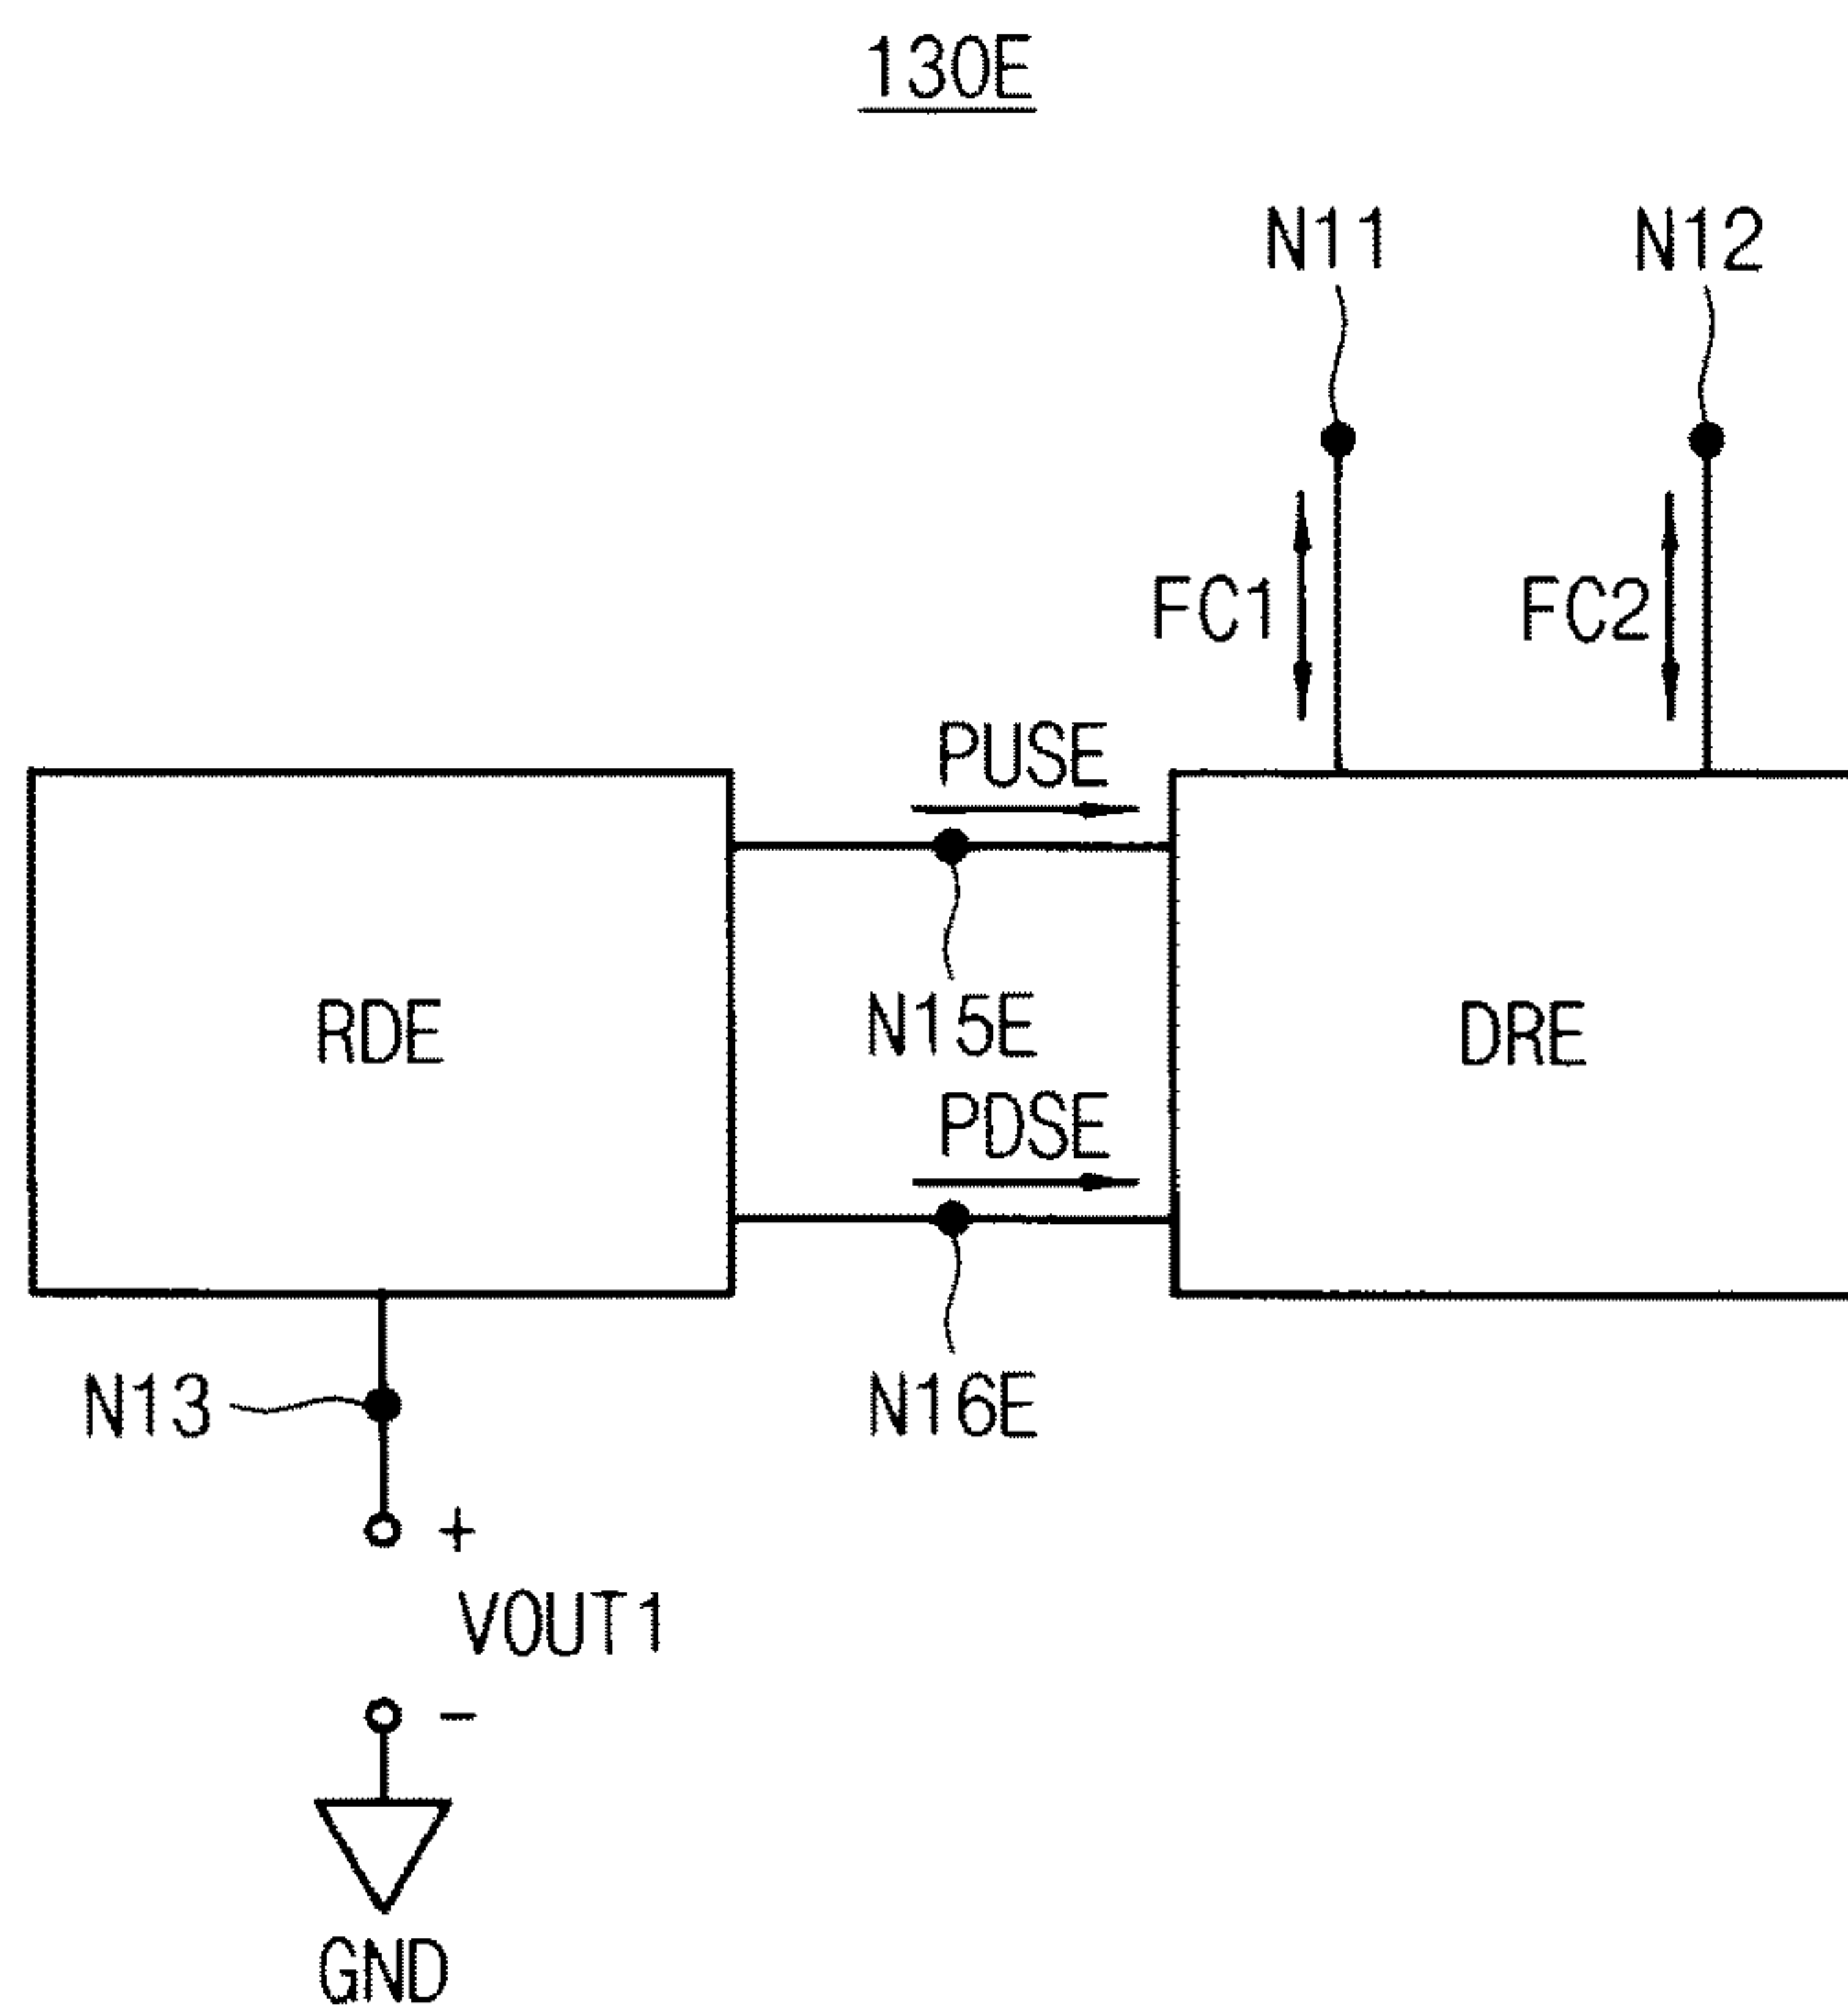 130E
N11 N12
FC1 FC2
PUSE
N15E
RDE DRE
PDSE
N13 N16E
+
VOUT1
-
GND